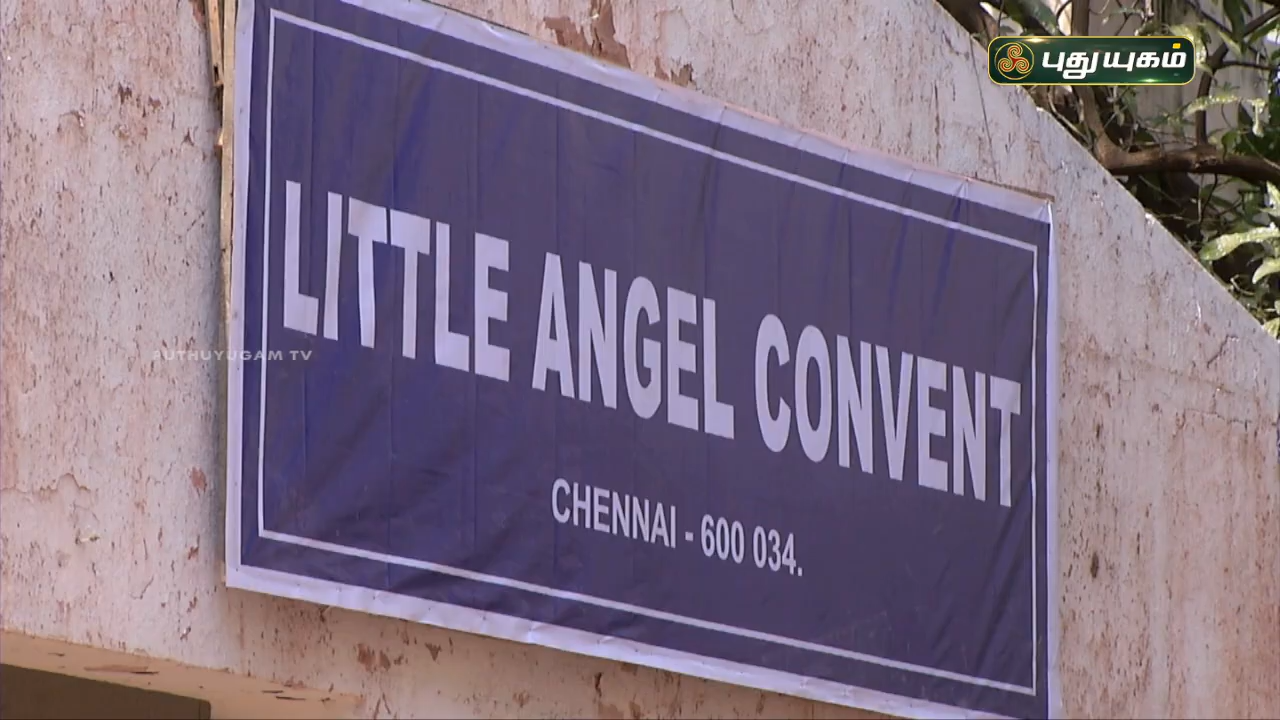 புதுயுகம்
LITTLE ANGEL CONVENT
PUTHUYUGAM TV
CHENNAI - 600 034.